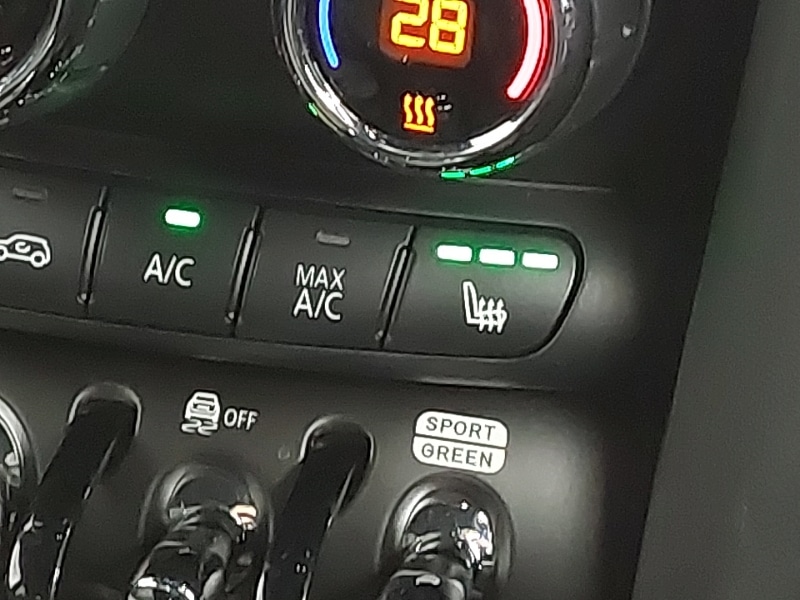 28
A/C
MAX
A/C
OFF
SPORT
GREEN